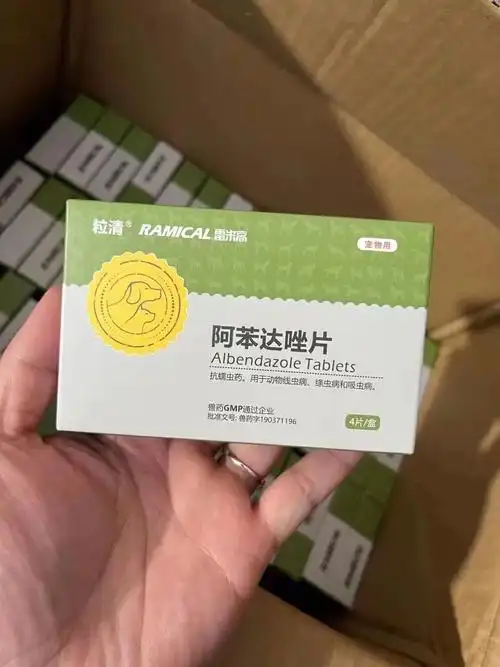 粒清® RAMICAL 雷米高
宠物用
阿苯达唑片
Albendazole Tablets
抗蠕虫药。用于动物线虫病、绦虫病和吸虫病。
兽药GMP通过企业
批准文号: 兽药字190371196
4片/盒
RAMICAL
RAMICAL
RAMICAL